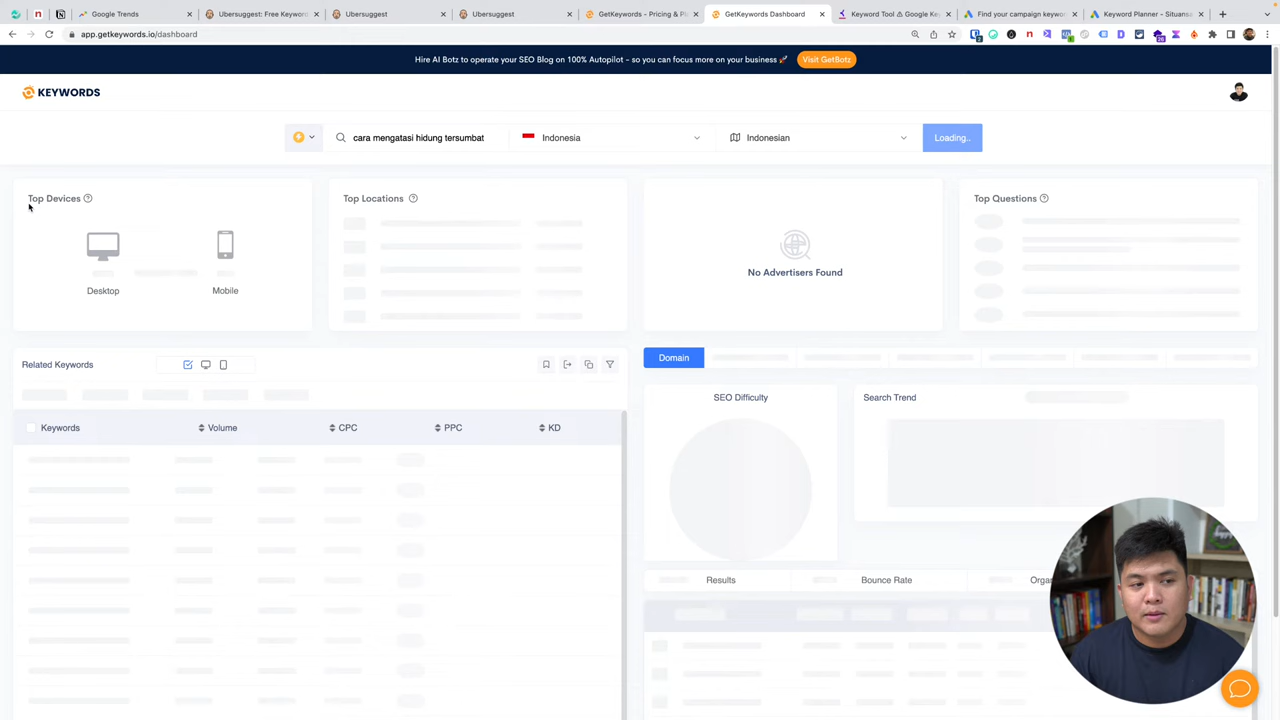 Google Trends
Ubersuggest: Free Keywor
Ubersuggest
Ubersuggest
GetKeywords - Pricing & Pl
GetKeywords Dashboard
Keyword Tool ⚠ Google Ke
Find your campaign keywo
Keyword Planner - Situansa
app.getkeywords.io/dashboard
Hire AI Botz to operate your SEO Blog on 100% Autopilot - so you can focus more on your business 🚀
Visit GetBotz
KEYWORDS
cara mengatasi hidung tersumbat
Indonesia
Indonesian
Loading..
Top Devices
Desktop
Mobile
Top Locations
No Advertisers Found
Top Questions
Related Keywords
Keywords
Volume
CPC
PPC
KD
Domain
SEO Difficulty
Search Trend
Results
Bounce Rate